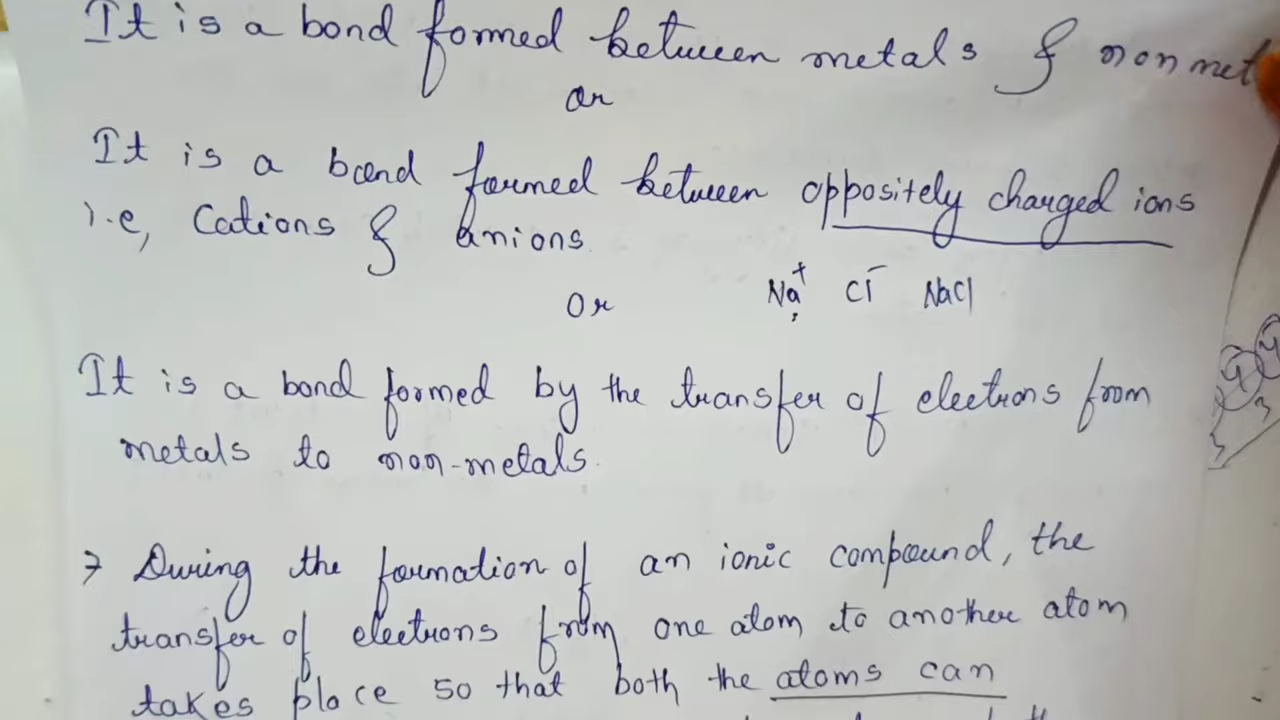 It is a bond formed between metals & nonmet
or
It is a bond formed between oppositely charged ions
i.e, Cations & anions
Or Na⁺ Cl⁻ NaCl
It is a bond formed by the transfer of electrons from
metals to non-metals.
→ During the formation of an ionic compound, the
transfer of electrons from one atom to another atom
takes place so that both the atoms can